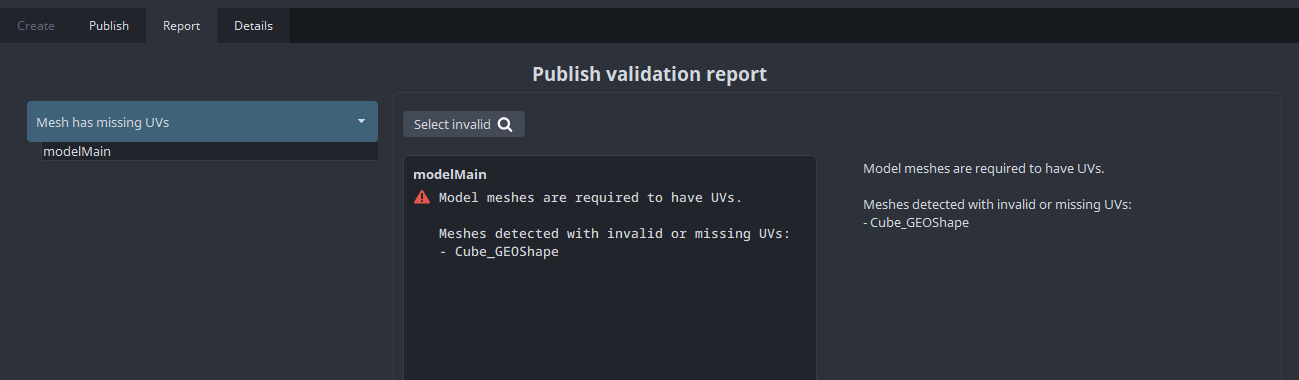 Create
Publish
Report
Details
Publish validation report
Mesh has missing UVs
modelMain
Select invalid
modelMain
Model meshes are required to have UVs.
Meshes detected with invalid or missing UVs:
- Cube_GEOShape
Model meshes are required to have UVs.
Meshes detected with invalid or missing UVs:
- Cube_GEOShape